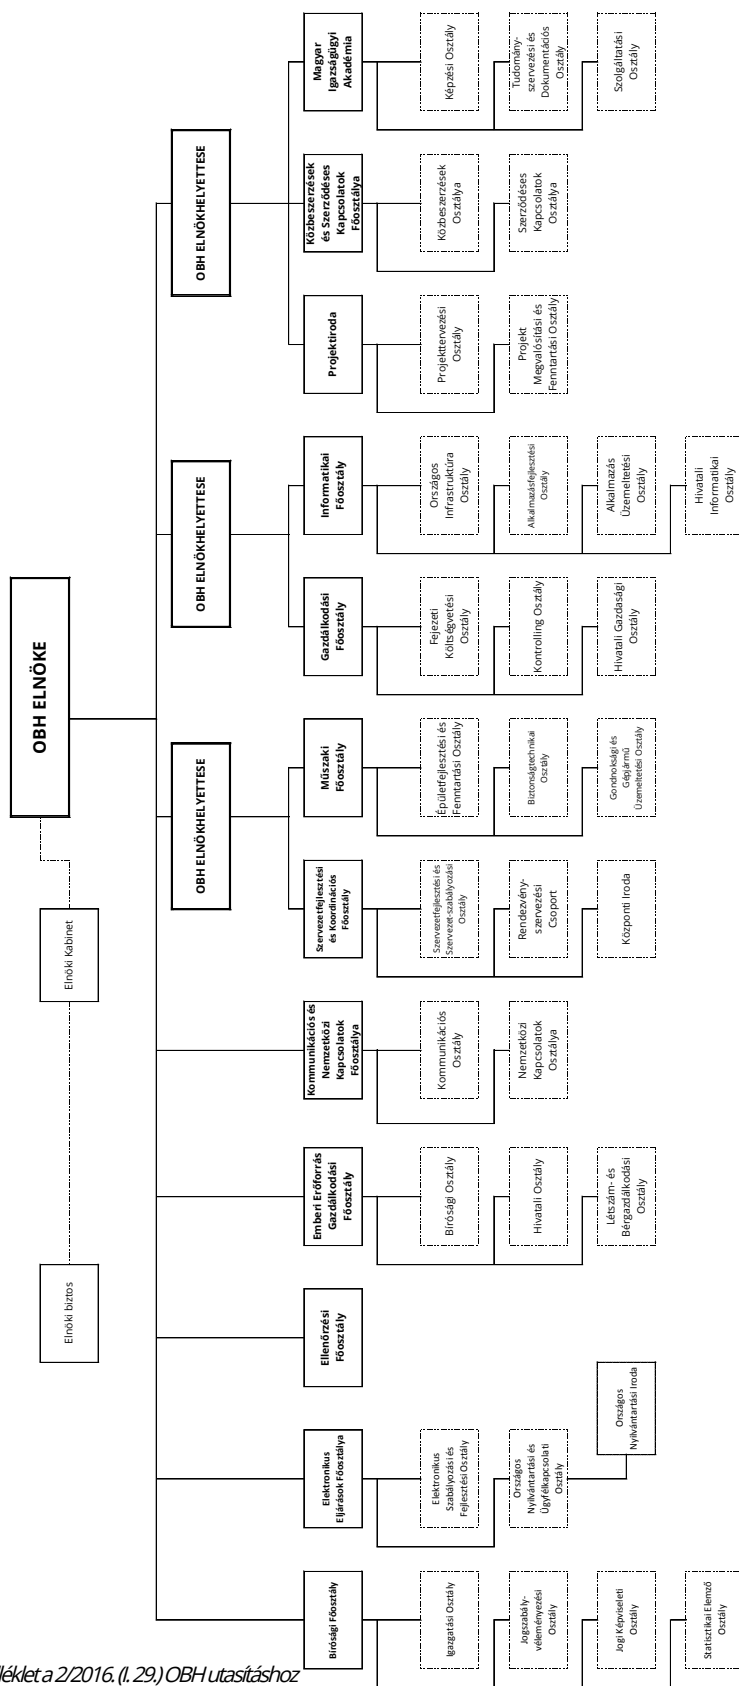 OBH ELNÖKE
Elnöki biztos
Elnöki Kabinet
OBH ELNÖKHELYETTESE
OBH ELNÖKHELYETTESE
OBH ELNÖKHELYETTESE
Bírósági Főosztály
Elektronikus
Eljárások Főosztálya
Ellenőrzési
Főosztály
Emberi Erőforrás
Gazdálkodási
Főosztály
Kommunikációs és
Nemzetközi
Kapcsolatok
Főosztálya
Szervezetfejlesztési
és Koordinációs
Főosztály
Műszaki
Főosztály
Gazdálkodási
Főosztály
Informatikai
Főosztály
Projektiroda
Közbeszerzések
és Szerződéses
Kapcsolatok
Főosztálya
Magyar
Igazságügyi
Akadémia
Igazgatási Osztály
Elektronikus
Szabályozási és
Fejlesztési Osztály
Bírósági Osztály
Kommunikációs
Osztály
Szervezetfejlesztési és
Szervezet-szabályozási
Osztály
Épületfejlesztési és
Fenntartási Osztály
Fejezeti
Költségvetési
Osztály
Országos
Infrastruktúra
Osztály
Projekttervezési
Osztály
Közbeszerzések
Osztálya
Képzési Osztály
Jogszabály-
véleményezési
Osztály
Országos
Nyilvántartási és
Ügyfélkapcsolati
Osztály
Hivatali Osztály
Nemzetközi
Kapcsolatok
Osztálya
Rendezvény-
szervezési
Csoport
Biztonságtechnikai
Osztály
Kontrolling Osztály
Alkalmazásfejlesztési
Osztály
Projekt
Megvalósítási és
Fenntartási Osztály
Szerződéses
Kapcsolatok
Osztálya
Tudomány-
szervezési és
Dokumentációs
Osztály
Jogi Képviseleti
Osztály
Országos
Nyilvántartási Iroda
Létszám- és
Bérgazdálkodási
Osztály
Központi Iroda
Gondnoksági és
Gépjármű
Üzemeltetési Osztály
Hivatali Gazdasági
Osztály
Alkalmazás
Üzemeltetési
Osztály
Szolgáltatási
Osztály
Statisztikai Elemző
Osztály
Hivatali
Informatikai
Osztály
léklet a 2/2016. (I. 29.) OBH utasításhoz